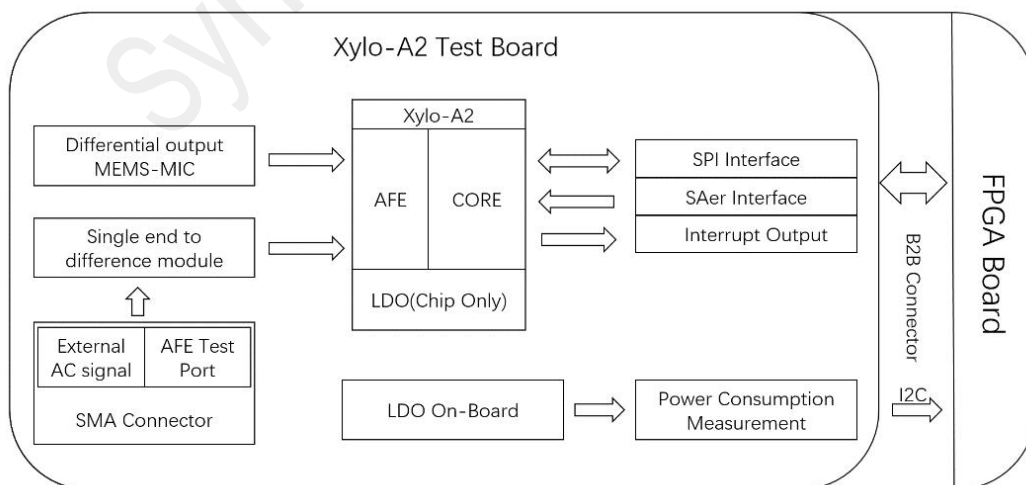 Xylo-A2 Test Board
Differential output
MEMS-MIC
Single end to
difference module
External
AC signal
AFE Test
Port
SMA Connector
Xylo-A2
AFE
CORE
LDO(Chip Only)
SPI Interface
SAer Interface
Interrupt Output
LDO On-Board
Power Consumption
Measurement
B2B Connector
I2C
FPGA Board